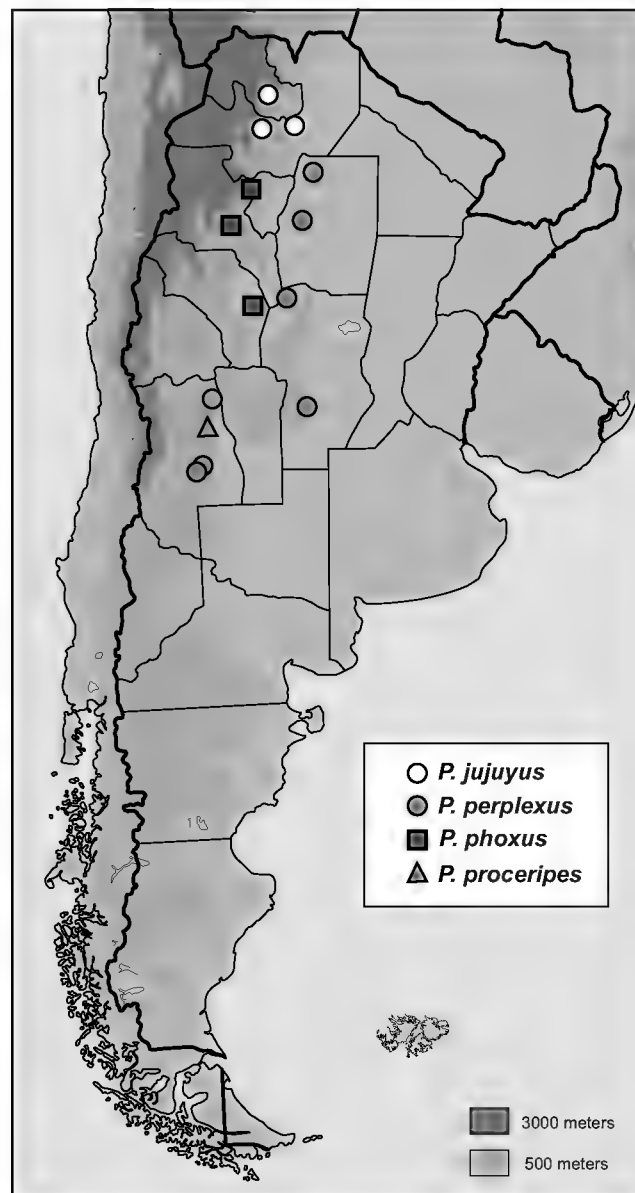 P. jujuyus
P. perplexus
P. phoxus
P. proceripes
3000 meters
500 meters